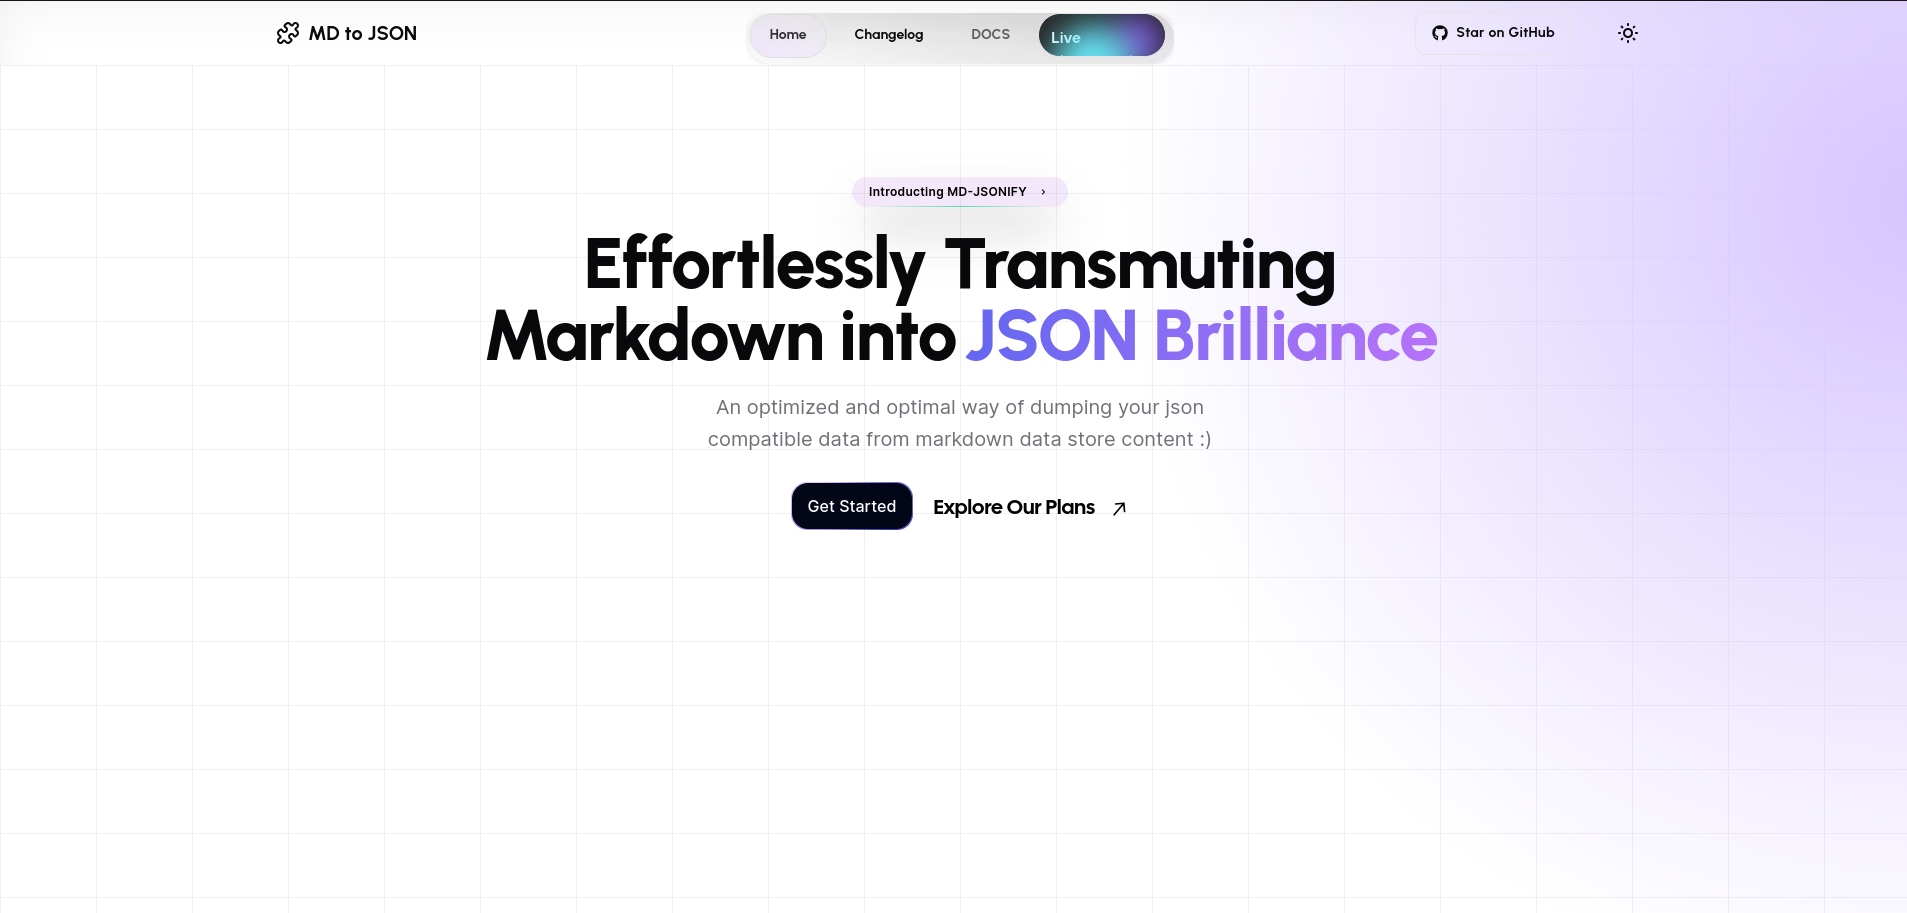 MD to JSON
Home
Changelog
DOCS
Live
Star on GitHub
Introducting MD-JSONIFY
Effortlessly Transmuting
Markdown into JSON Brilliance
An optimized and optimal way of dumping your json
compatible data from markdown data store content :)
Get Started
Explore Our Plans